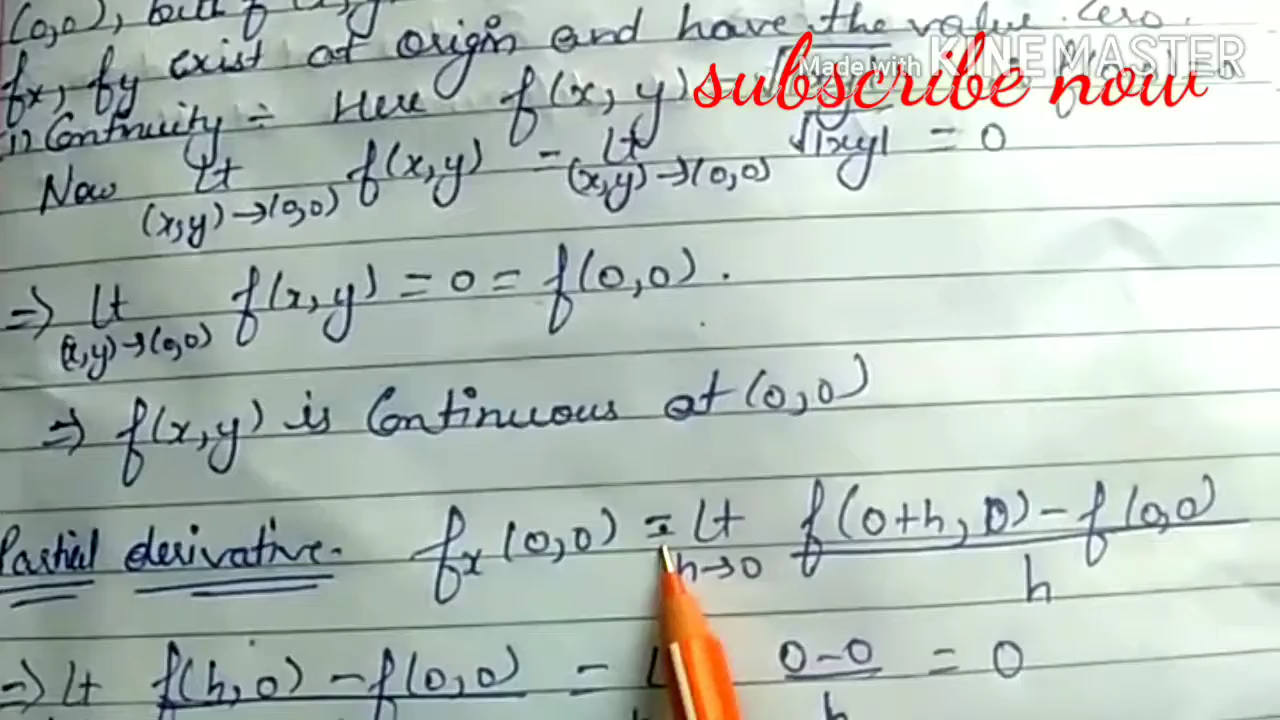 (0,0), but f
fx, fy exist at origin and have the value zero.
1) Continuity :- Here f(x, y)
subscribe now
Made with KINEMASTER
Now Lt (x,y)→(0,0) f(x,y) = Lt (x,y)→(0,0) √|xy| = 0
=> Lt (x,y)→(0,0) f(x,y) = 0 = f(0,0).
=> f(x,y) is Continuous at (0,0)
Partial derivative. fx (0,0) = Lt h→0 f(0+h, 0) - f(0,0) / h
=> Lt f(h,0) - f(0,0) = 0-0 / h = 0